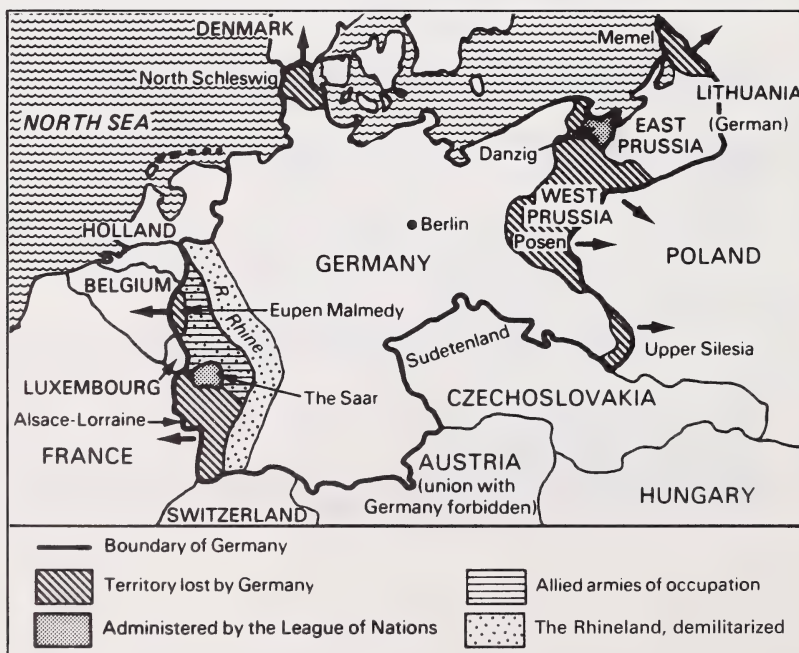 DENMARK
Memel
North Schleswig
NORTH SEA
LITHUANIA
(German)
EAST
PRUSSIA
Danzig
WEST
PRUSSIA
HOLLAND
Berlin
Posen
GERMANY
POLAND
BELGIUM
R. Rhine
Eupen Malmedy
Sudetenland
Upper Silesia
LUXEMBOURG
The Saar
CZECHOSLOVAKIA
Alsace-Lorraine
FRANCE
AUSTRIA
(union with
Germany forbidden)
HUNGARY
SWITZERLAND
Boundary of Germany
Territory lost by Germany
Allied armies of occupation
Administered by the League of Nations
The Rhineland, demilitarized